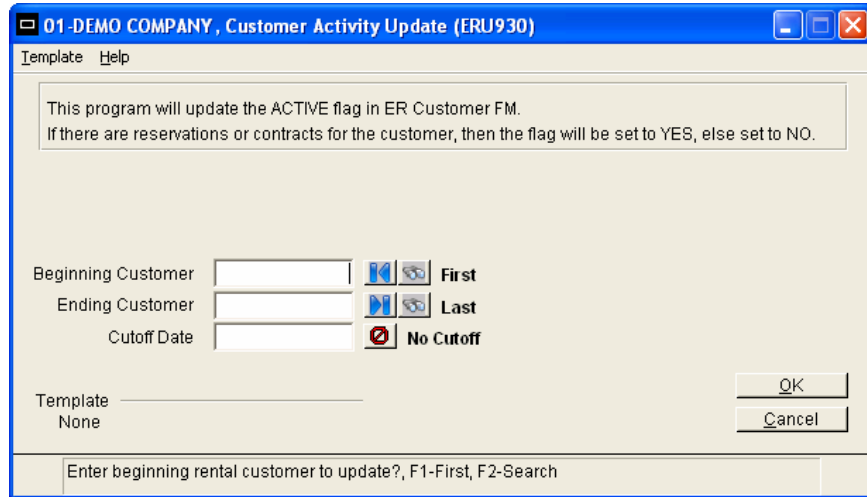 01-DEMO COMPANY , Customer Activity Update (ERU930)
Template Help
This program will update the ACTIVE flag in ER Customer FM.
If there are reservations or contracts for the customer, then the flag will be set to YES, else set to NO.
Beginning Customer First
Ending Customer Last
Cutoff Date No Cutoff
OK
Template
None
Cancel
Enter beginning rental customer to update?, F1-First, F2-Search